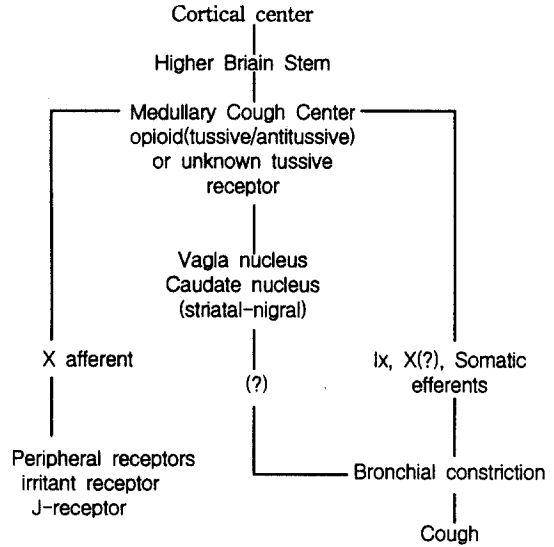 Cortical center
Higher Briain Stem
Medullary Cough Center
opioid(tussive/antitussive)
or unknown tussive
receptor
Vagla nucleus
Caudate nucleus
(striatal-nigral)
X afferent
(?)
Ix, X(?), Somatic
efferents
Peripheral receptors
irritant receptor
J-receptor
Bronchial constriction
Cough